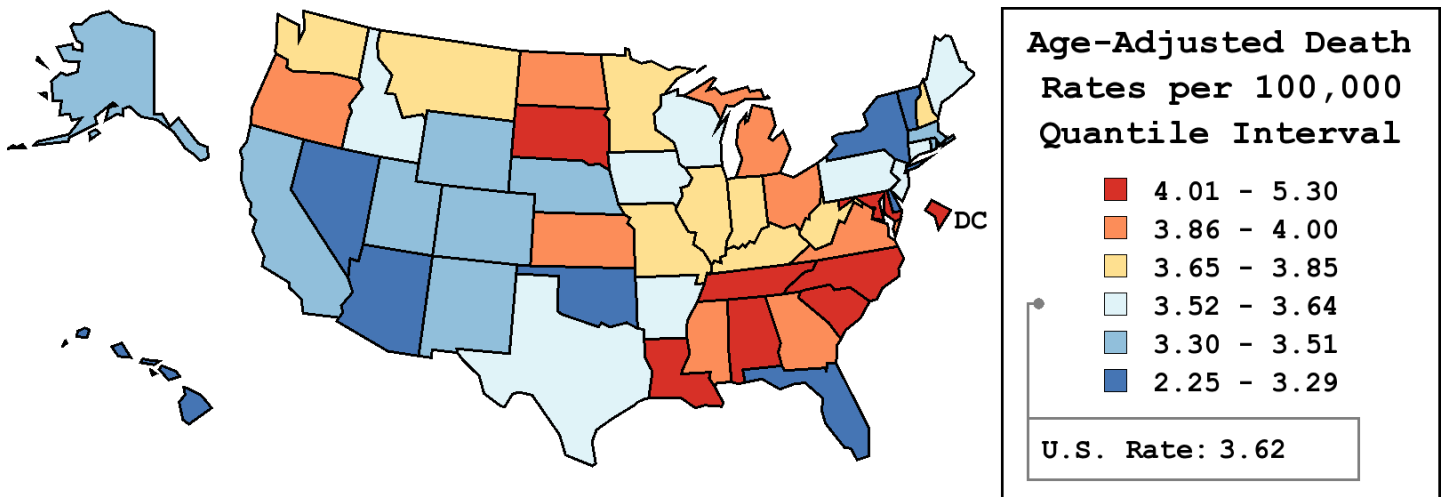 Age-Adjusted Death
Rates per 100,000
Quantile Interval
4.01 - 5.30
3.86 - 4.00
3.65 - 3.85
3.52 - 3.64
3.30 - 3.51
2.25 - 3.29
U.S. Rate: 3.62
DC